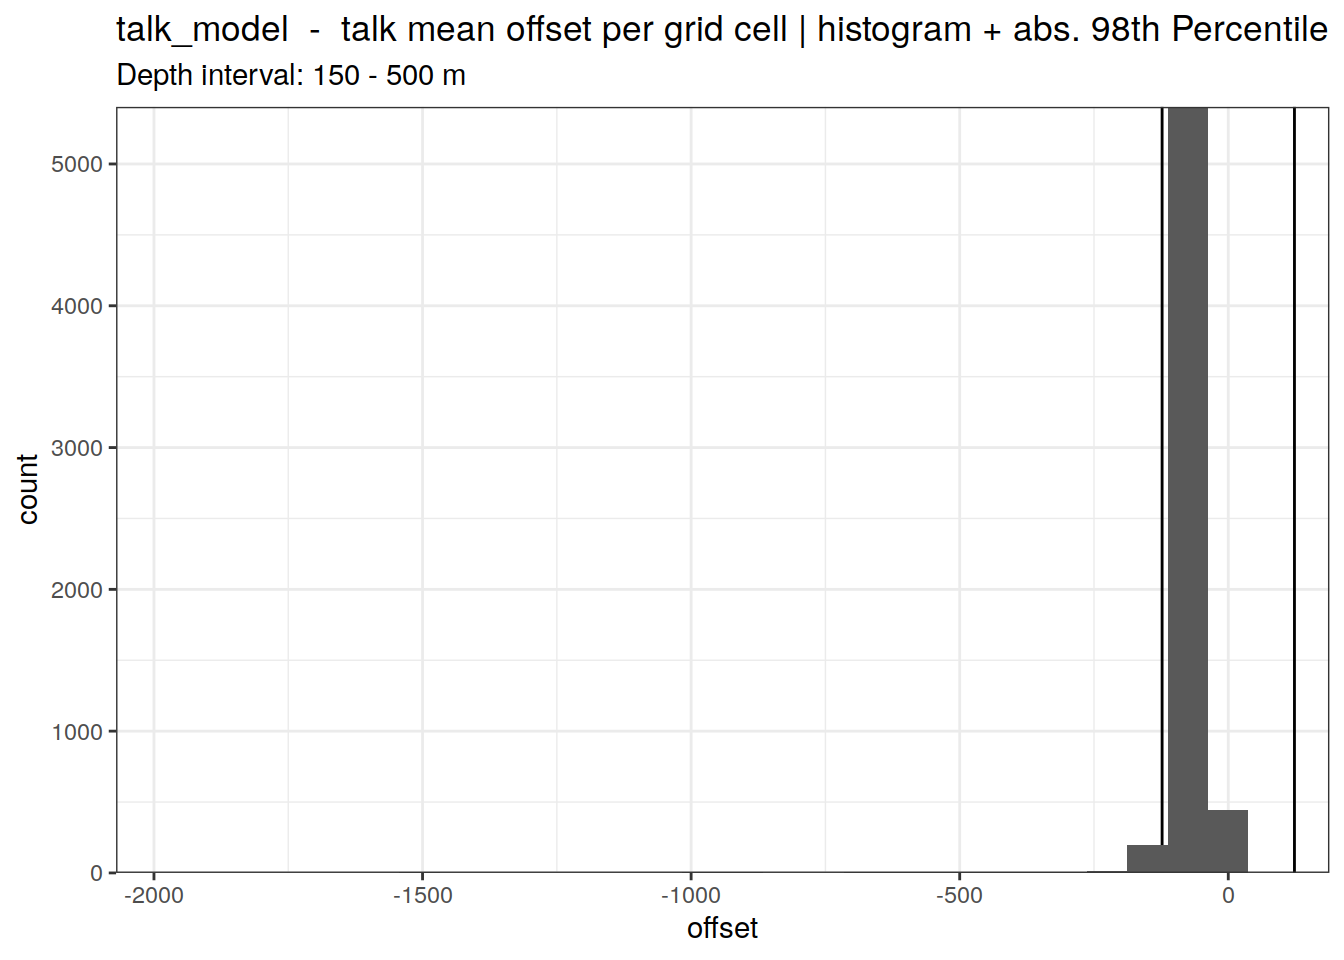 talk_model  -  talk mean offset per grid cell | histogram + abs. 98th Percentile
Depth interval: 150 - 500 m
5000
4000
3000
2000
1000
0
count
-2000
-1500
-1000
-500
0
offset